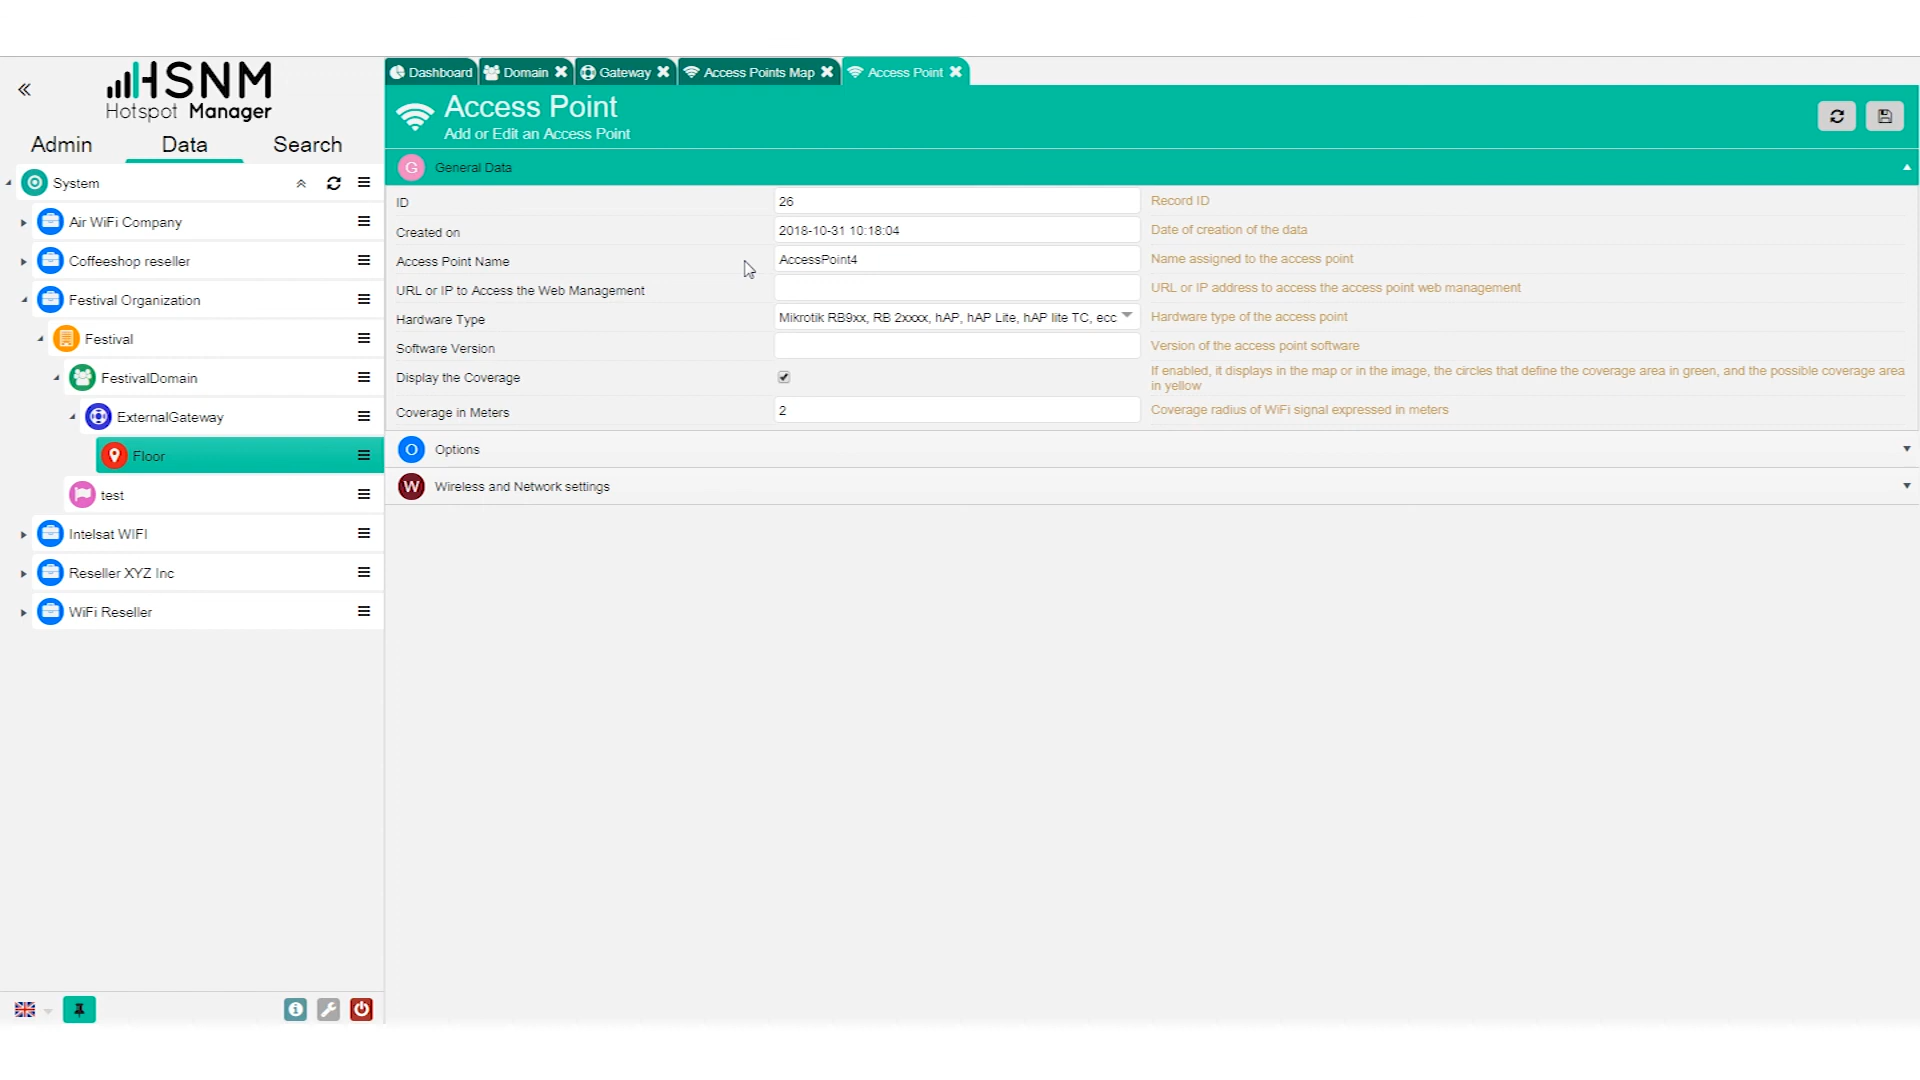 HSNM
Hotspot Manager
Admin Data Search
System
Air WiFi Company
Coffeeshop reseller
Festival Organization
Festival
FestivalDomain
ExternalGateway
Floor
test
Intelsat WIFI
Reseller XYZ Inc
WiFi Reseller
Dashboard Domain Gateway Access Points Map Access Point
Access Point
Add or Edit an Access Point
G General Data
ID 26 Record ID
Created on 2018-10-31 10:18:04 Date of creation of the data
Access Point Name AccessPoint4 Name assigned to the access point
URL or IP to Access the Web Management URL or IP address to access the access point web management
Hardware Type Mikrotik RB9xx, RB 2xxxx, hAP, hAP Lite, hAP lite TC, ecc Hardware type of the access point
Software Version Version of the access point software
Display the Coverage If enabled, it displays in the map or in the image, the circles that define the coverage area in green, and the possible coverage area
in yellow
Coverage in Meters 2 Coverage radius of WiFi signal expressed in meters
O Options
W Wireless and Network settings